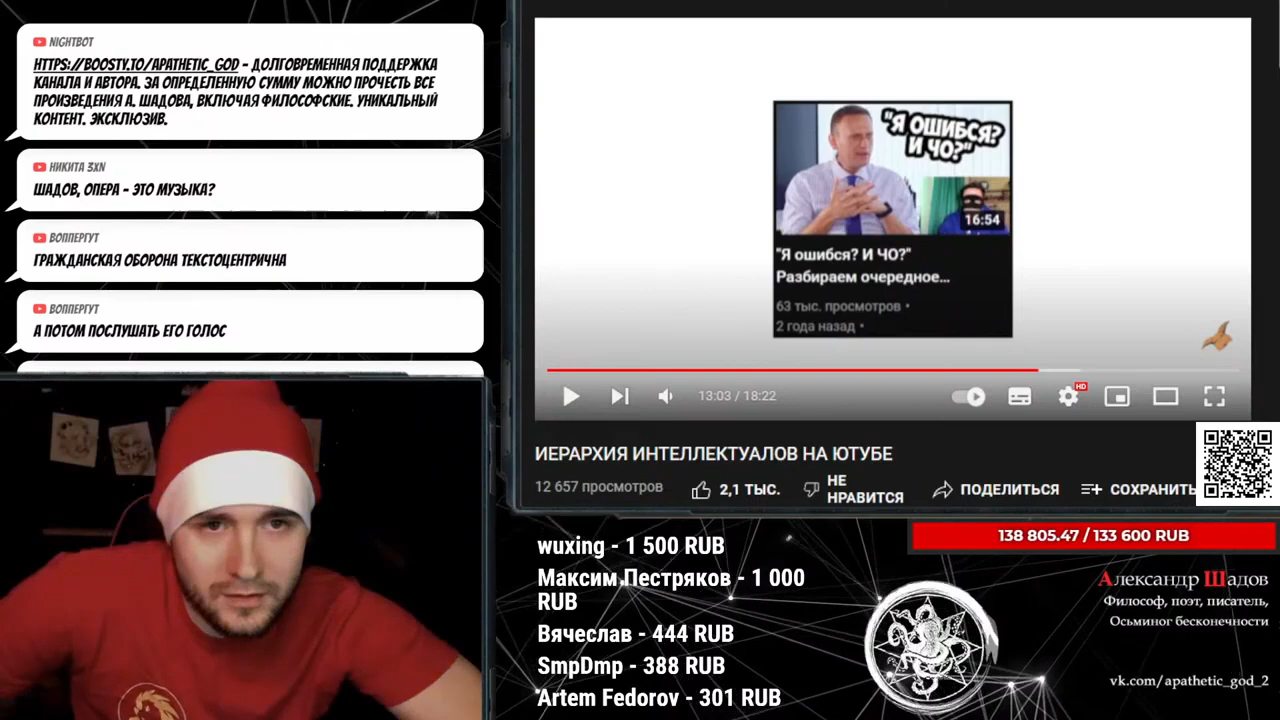 NIGHTBOT
HTTPS://BOOSTY.TO/APATHETIC_GOD - ДОЛГОВРЕМЕННАЯ ПОДДЕРЖКА
КАНАЛА И АВТОРА. ЗА ОПРЕДЕЛЕННУЮ СУММУ МОЖНО ПРОЧЕСТЬ ВСЕ
ПРОИЗВЕДЕНИЯ А. ШАДОВА, ВКЛЮЧАЯ ФИЛОСОФСКИЕ. УНИКАЛЬНЫЙ
КОНТЕНТ. ЭКСКЛЮЗИВ.
НИКИТА ЗХN
ШАДОВ, ОПЕРА - ЭТО МУЗЫКА?
ВОППЕРГУТ
ГРАЖДАНСКАЯ ОБОРОНА ТЕКСТОЦЕНТРИЧНА
ВОППЕРГУТ
А ПОТОМ ПОСЛУШАТЬ ЕГО ГОЛОС
"Я ОШИБСЯ?
И ЧО?"
16:54
"Я ошибся? И ЧО?"
Разбираем очередное...
63 тыс. просмотров •
2 года назад •
13:03 / 18:22
HD
ИЕРАРХИЯ ИНТЕЛЛЕКТУАЛОВ НА ЮТУБЕ
12 657 просмотров
2,1 ТЫС.
НЕ
НРАВИТСЯ
ПОДЕЛИТЬСЯ
СОХРАНИТЬ
138 805.47 / 133 600 RUB
wuxing - 1 500 RUB
Максим Пестряков - 1 000
RUB
Вячеслав - 444 RUB
SmpDmp - 388 RUB
Artem Fedorov - 301 RUB
Александр Шадов
Философ, поэт, писатель,
Осьминог бесконечности
vk.com/apathetic_god_2